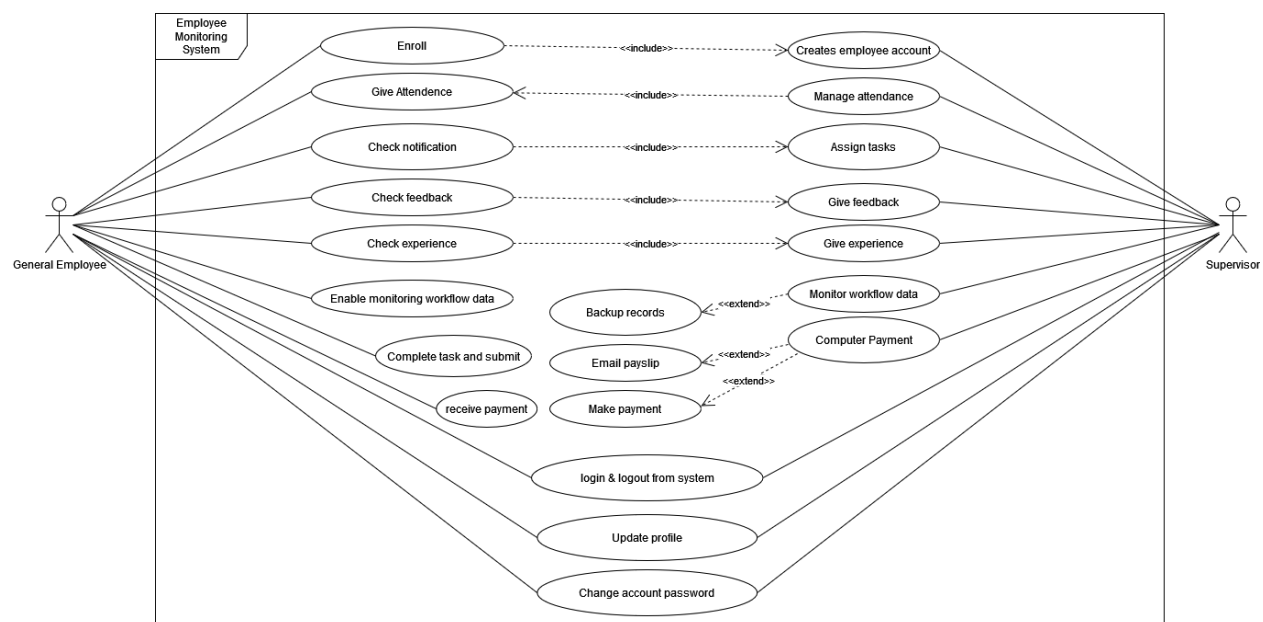 Employee
Monitoring
System
Enroll
<<include>>
Creates employee account
Give Attendence
<<include>>
Manage attendance
Check notification
<<include>>
Assign tasks
Check feedback
<<include>>
Give feedback
Check experience
<<include>>
Give experience
General Employee
Supervisor
Enable monitoring workflow data
Backup records
<<extend>>
Monitor workflow data
Complete task and submit
Email payslip
<<extend>>
Computer Payment
<<extend>>
receive payment
Make payment
login & logout from system
Update profile
Change account password